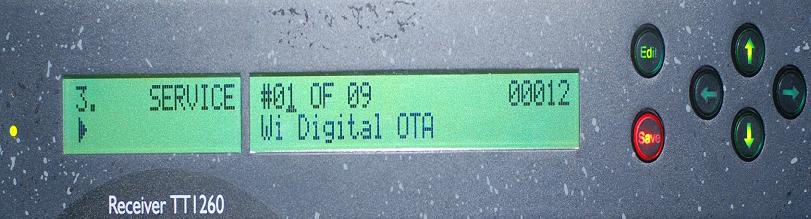 3. SERVICE #01 OF 09 00012
Wi Digital OTA
Edit
Save
Receiver TT1260